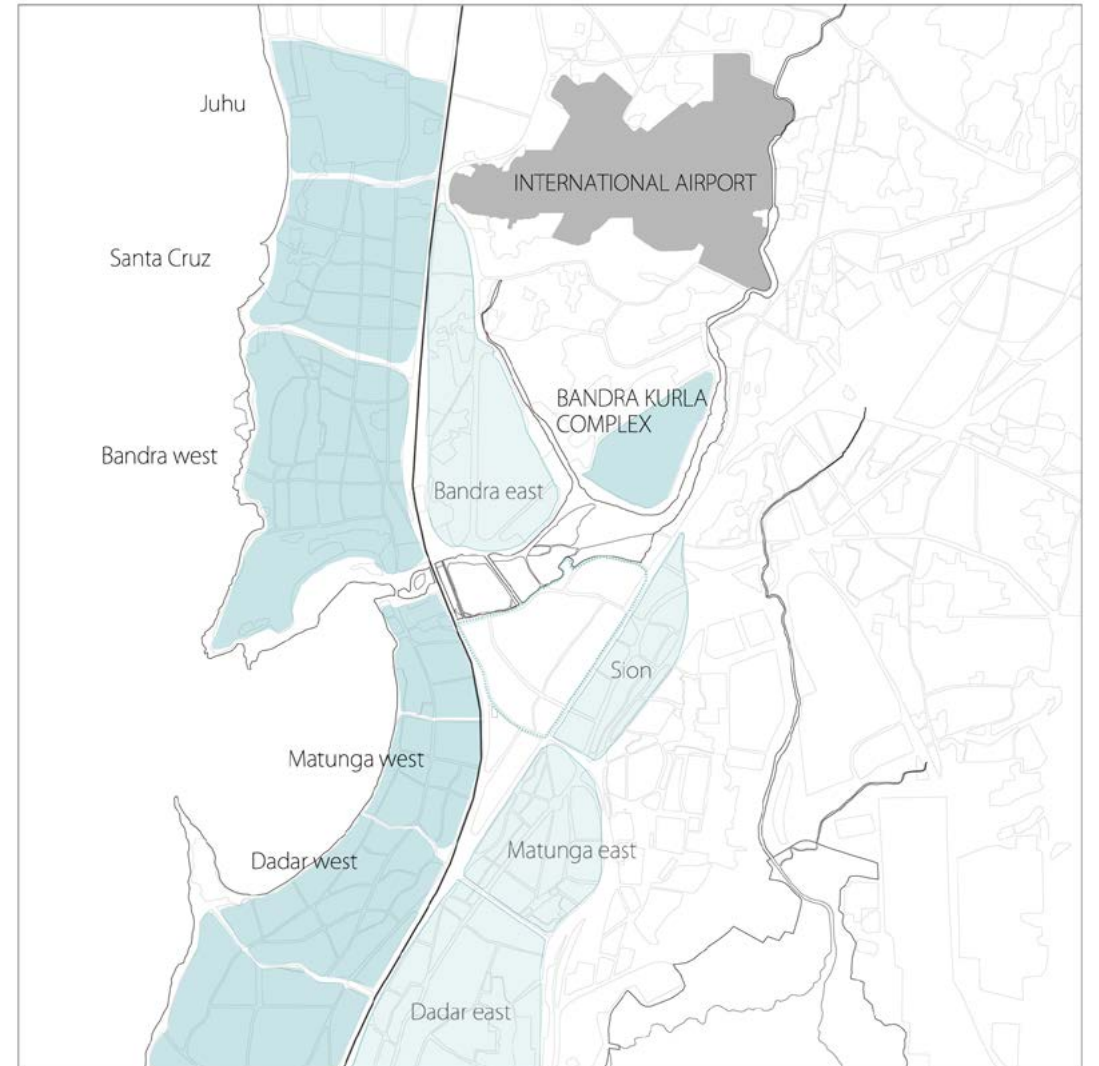 Juhu
INTERNATIONAL AIRPORT
Santa Cruz
BANDRA KURLA
COMPLEX
Bandra west
Bandra east
Sion
Matunga west
Matunga east
Dadar west
Dadar east